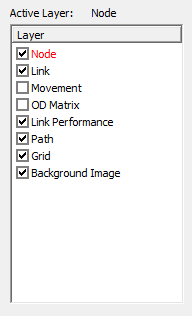 Active Layer: Node
Layer
Node
Link
Movement
OD Matrix
Link Performance
Path
Grid
Background Image